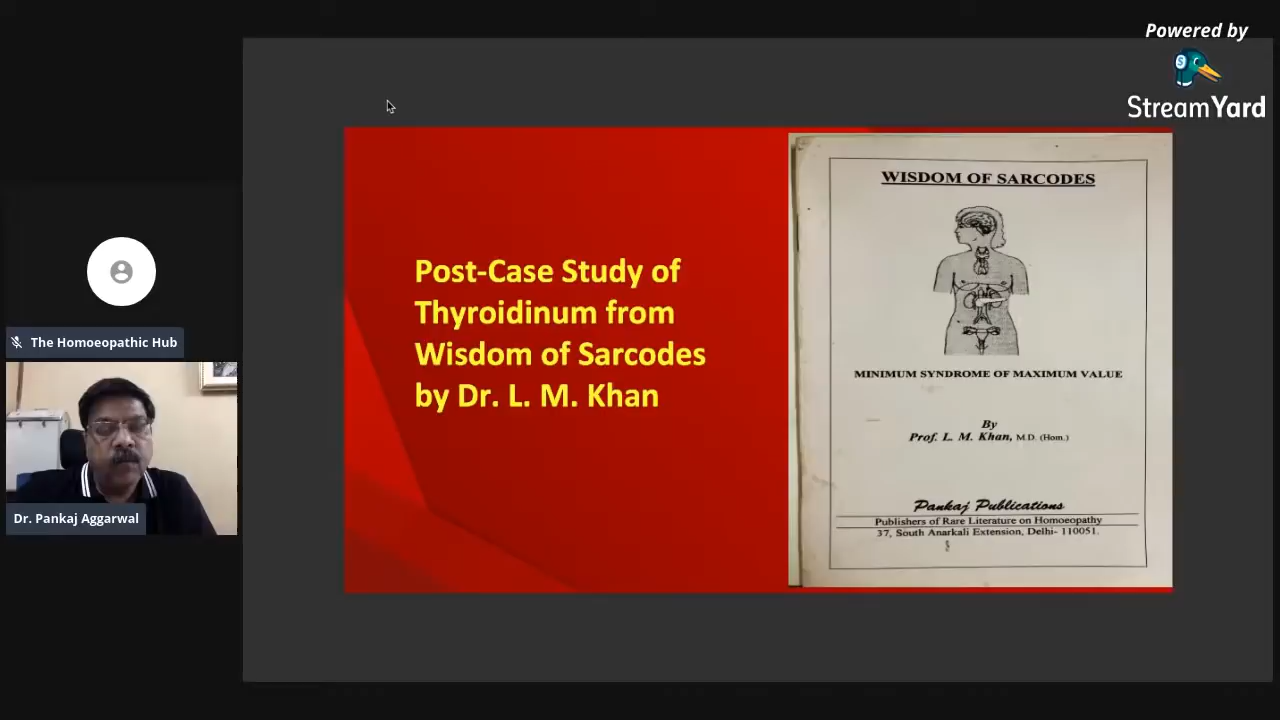 Powered by
StreamYard
Post-Case Study of
Thyroidinum from
Wisdom of Sarcodes
by Dr. L. M. Khan
WISDOM OF SARCODES
MINIMUM SYNDROME OF MAXIMUM VALUE
By
Prof. L. M. Khan, M.D. (Hom.)
Pankaj Publications
Publishers of Rare Literature on Homoeopathy
37, South Anarkali Extension, Delhi- 110051.
The Homoeopathic Hub
Dr. Pankaj Aggarwal